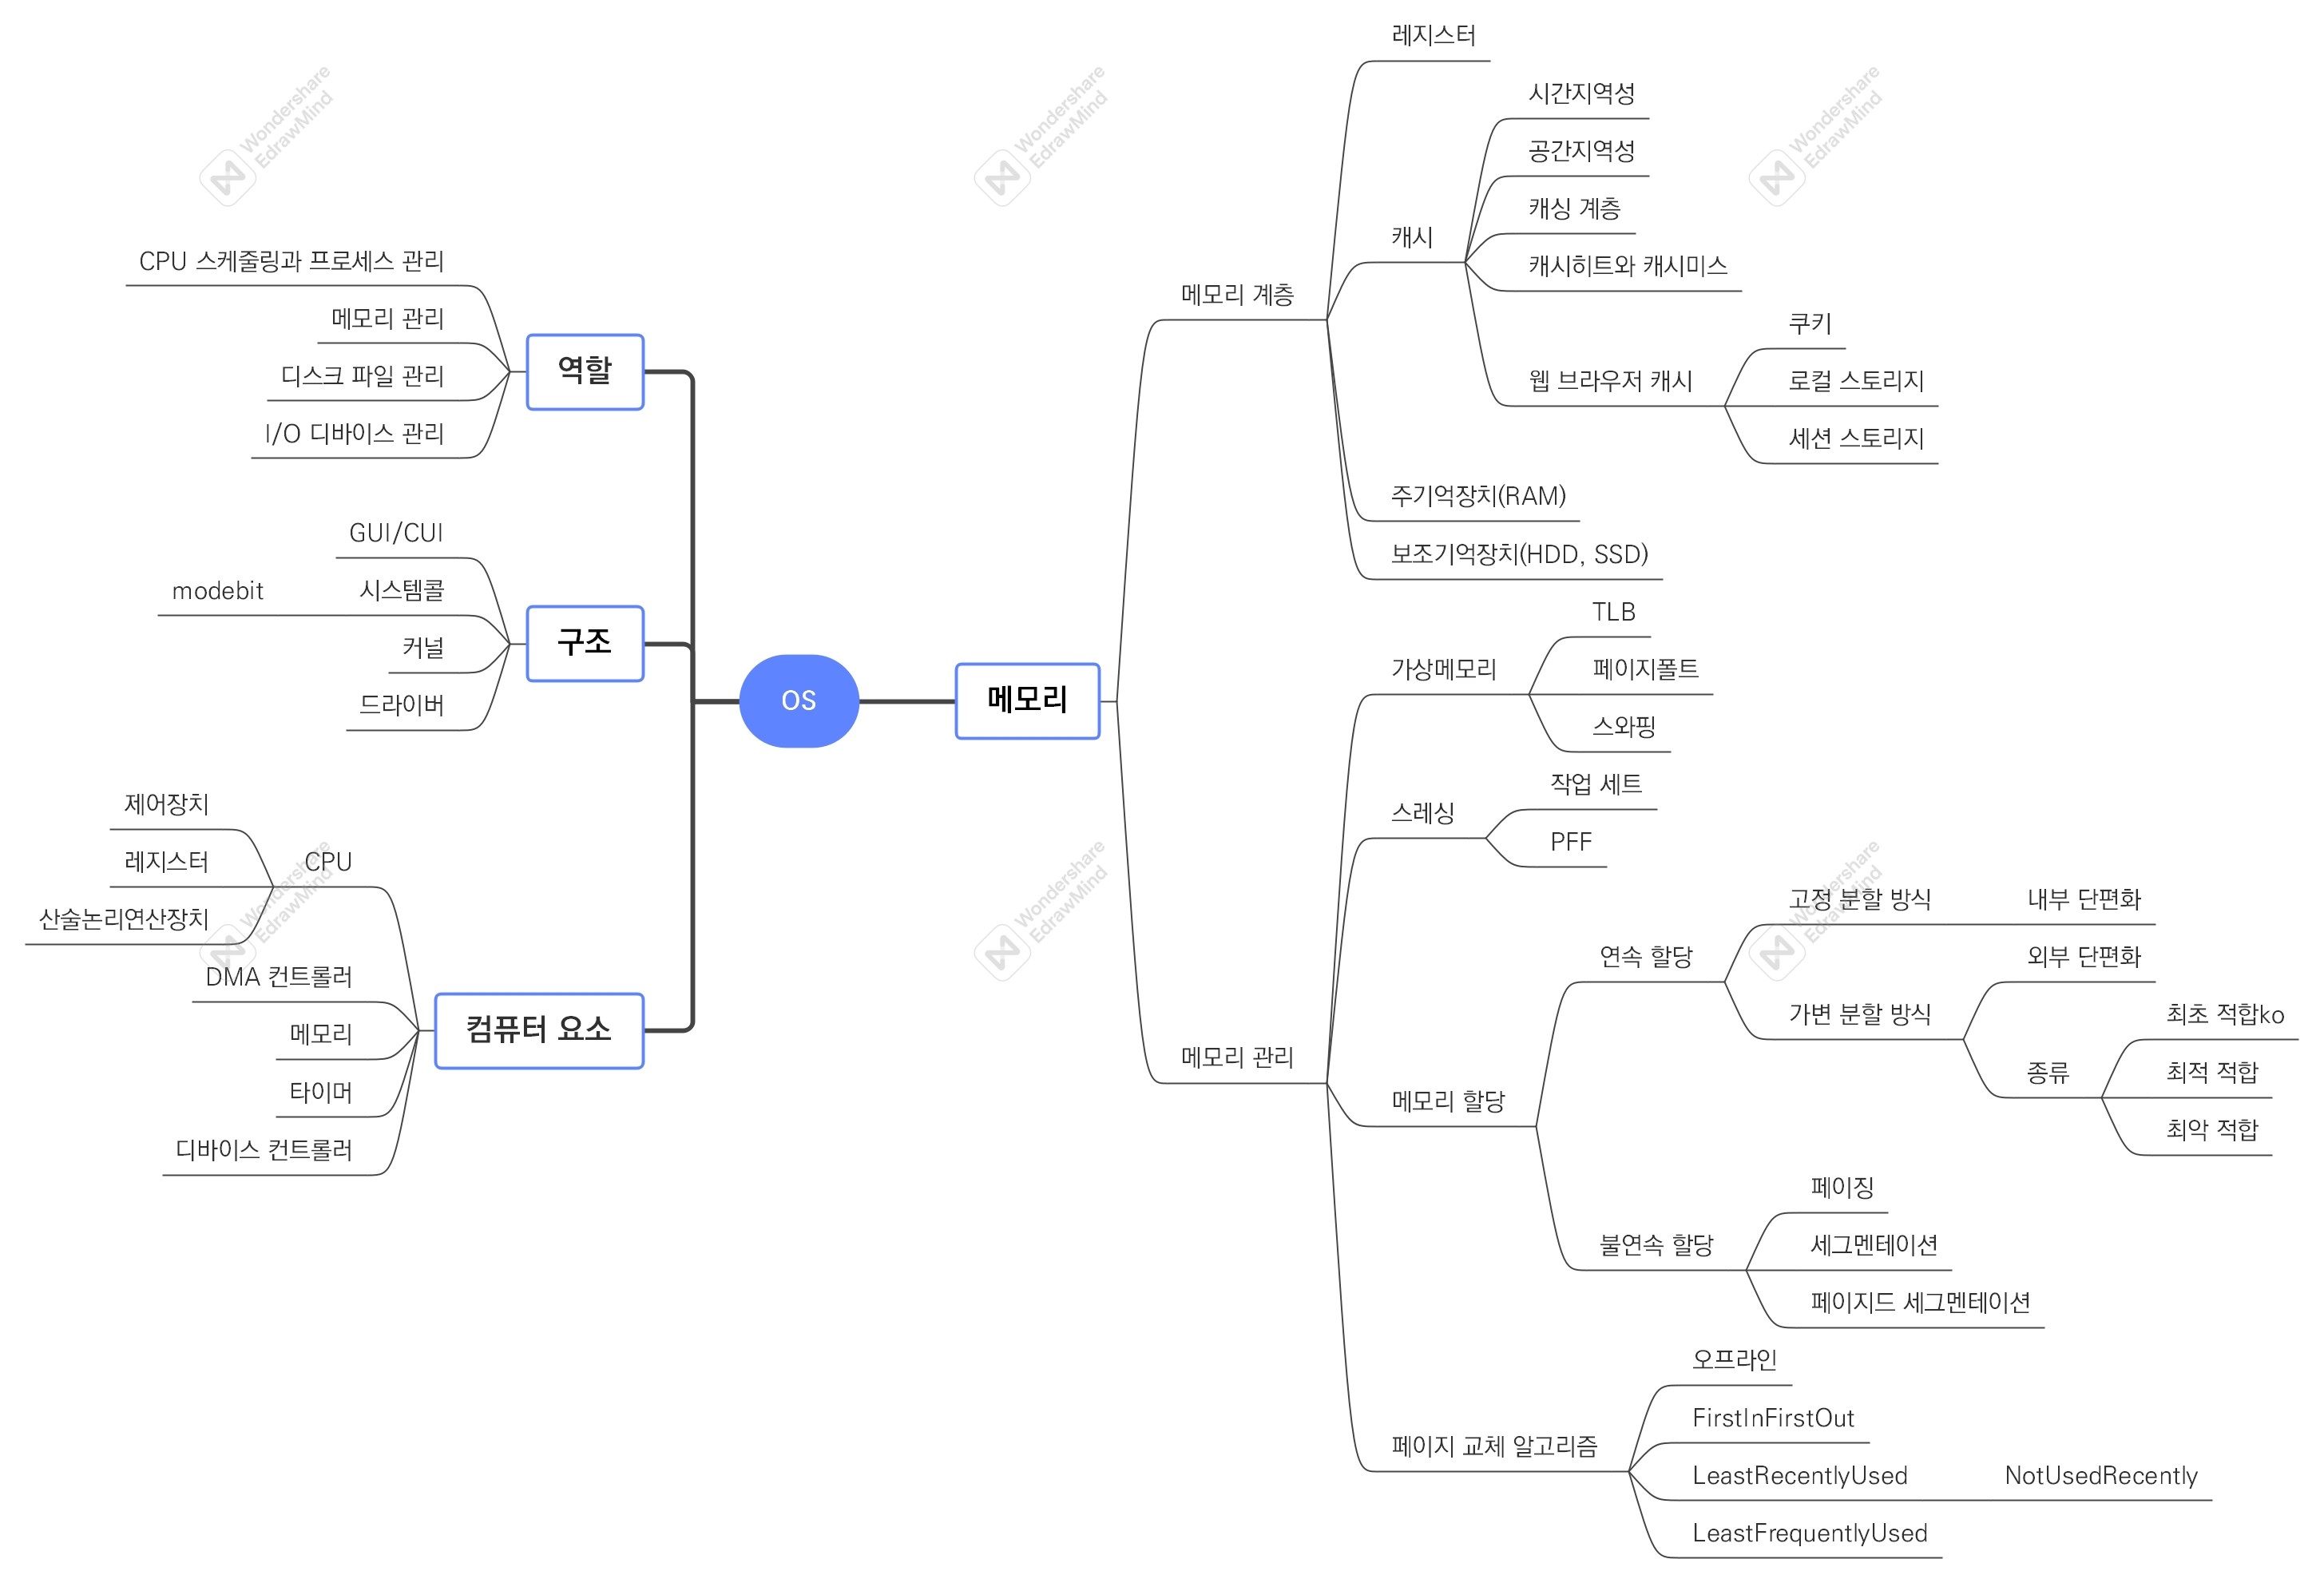 OS
역할
CPU 스케줄링과 프로세스 관리
메모리 관리
디스크 파일 관리
I/O 디바이스 관리
구조
GUI/CUI
시스템콜
modebit
커널
드라이버
컴퓨터 요소
CPU
제어장치
레지스터
산술논리연산장치
DMA 컨트롤러
메모리
타이머
디바이스 컨트롤러
메모리
메모리 계층
레지스터
캐시
시간지역성
공간지역성
캐싱 계층
캐시히트와 캐시미스
웹 브라우저 캐시
쿠키
로컬 스토리지
세션 스토리지
주기억장치(RAM)
보조기억장치(HDD, SSD)
메모리 관리
가상메모리
TLB
페이지폴트
스와핑
스레싱
작업 세트
PFF
메모리 할당
연속 할당
고정 분할 방식
내부 단편화
가변 분할 방식
외부 단편화
종류
최초 적합ko
최적 적합
최악 적합
불연속 할당
페이징
세그멘테이션
페이지드 세그멘테이션
페이지 교체 알고리즘
오프라인
FirstInFirstOut
LeastRecentlyUsed
NotUsedRecently
LeastFrequentlyUsed
Wondershare
EdrawMind
Wondershare
EdrawMind
Wondershare
EdrawMind
Wondershare
EdrawMind
Wondershare
EdrawMind
Wondershare
EdrawMind